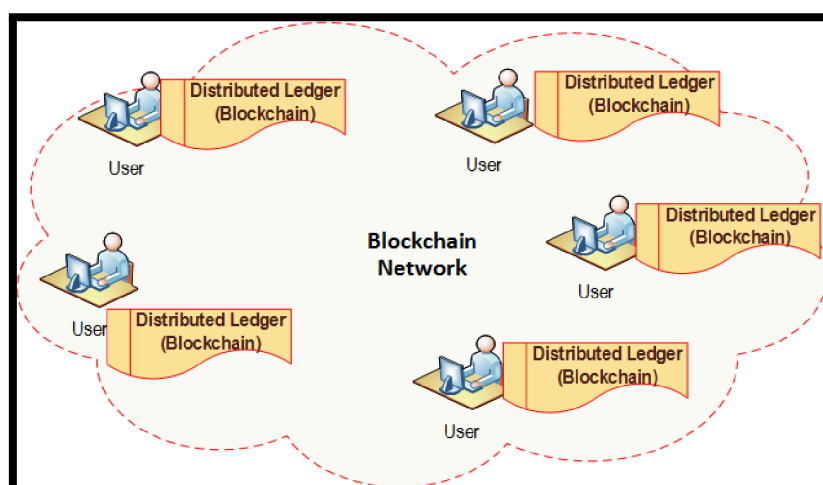 Distributed Ledger
(Blockchain)
User
Distributed Ledger
(Blockchain)
User
Distributed Ledger
(Blockchain)
User
Blockchain
Network
User
Distributed Ledger
(Blockchain)
Distributed Ledger
(Blockchain)
User